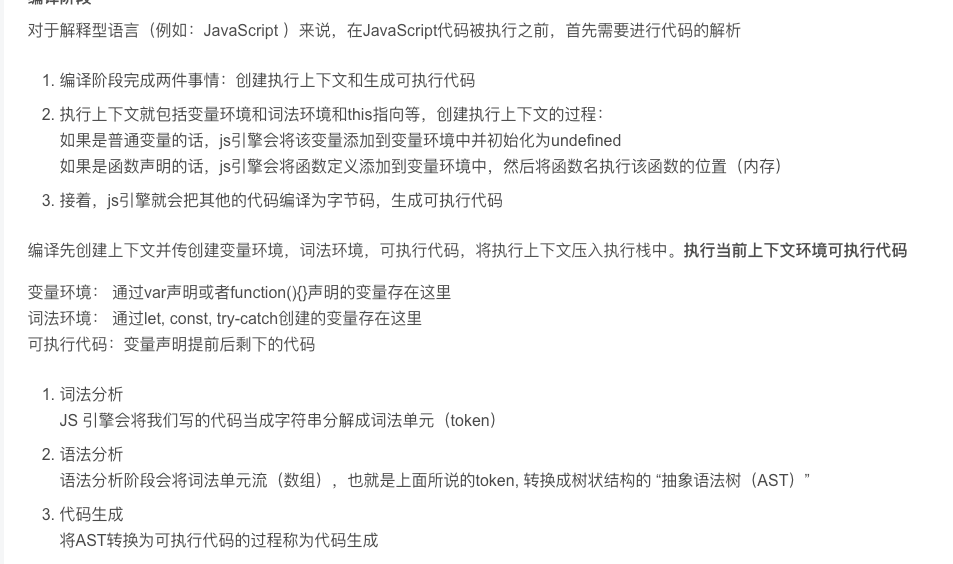 编译阶段
对于解释型语言（例如：JavaScript ）来说，在JavaScript代码被执行之前，首先需要进行代码的解析
1. 编译阶段完成两件事情：创建执行上下文和生成可执行代码
2. 执行上下文就包括变量环境和词法环境和this指向等，创建执行上下文的过程：
如果是普通变量的话，js引擎会将该变量添加到变量环境中并初始化为undefined
如果是函数声明的话，js引擎会将函数定义添加到变量环境中，然后将函数名执行该函数的位置（内存）
3. 接着，js引擎就会把其他的代码编译为字节码，生成可执行代码
编译先创建上下文并传创建变量环境，词法环境，可执行代码，将执行上下文压入执行栈中。执行当前上下文环境可执行代码
变量环境： 通过var声明或者function(){}声明的变量存在这里
词法环境： 通过let, const, try-catch创建的变量存在这里
可执行代码：变量声明提前后剩下的代码
1. 词法分析
JS 引擎会将我们写的代码当成字符串分解成词法单元（token）
2. 语法分析
语法分析阶段会将词法单元流（数组），也就是上面所说的token, 转换成树状结构的 “抽象语法树（AST）”
3. 代码生成
将AST转换为可执行代码的过程称为代码生成